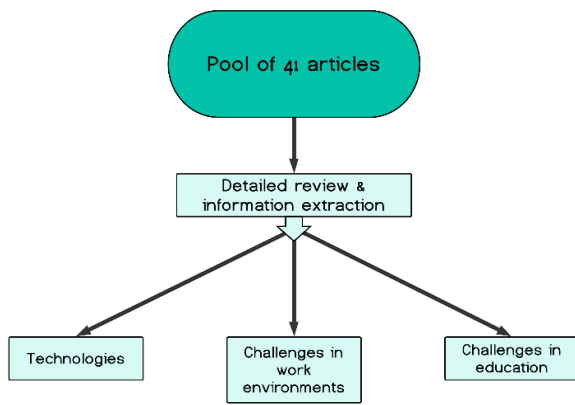 Pool of 41 articles
Detailed review &
information extraction
Technologies
Challenges in
work
environments
Challenges in
education